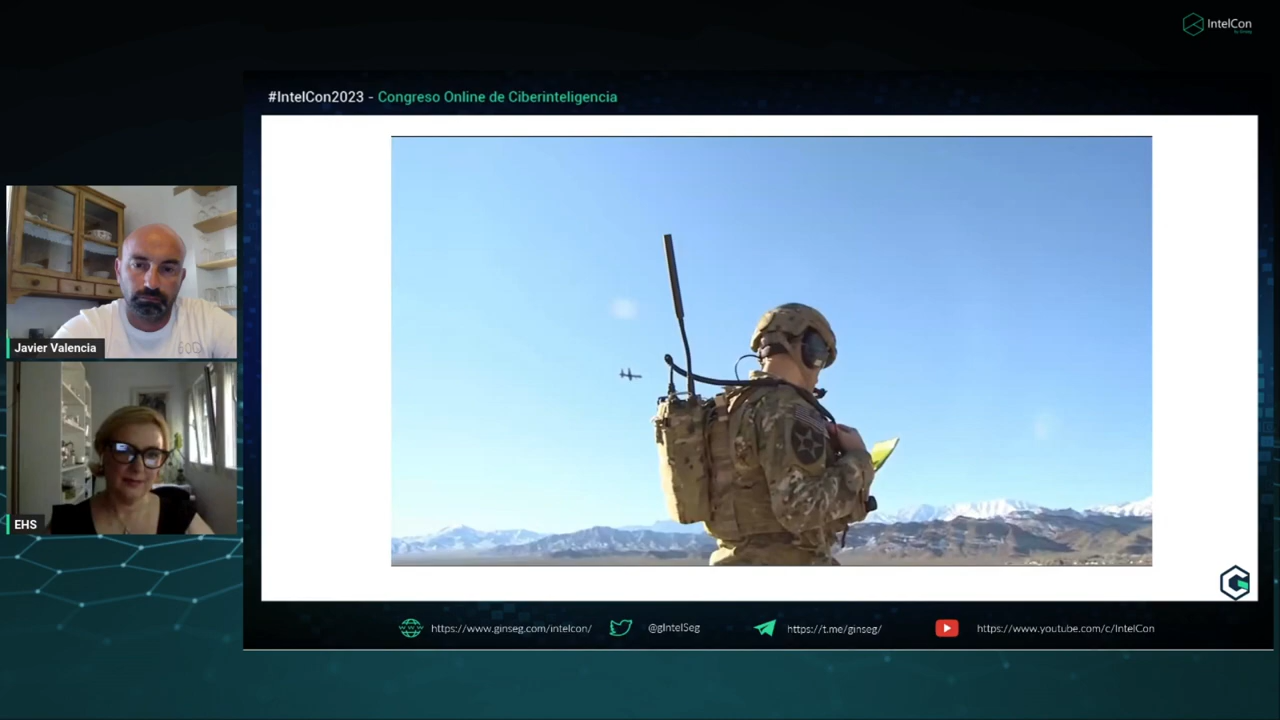 IntelCon
#IntelCon2023 - Congreso Online de Ciberinteligencia
Javier Valencia
EHS
https://www.ginseg.com/intelcon/
@gIntelSeg
https://t.me/ginseg/
https://www.youtube.com/c/IntelCon